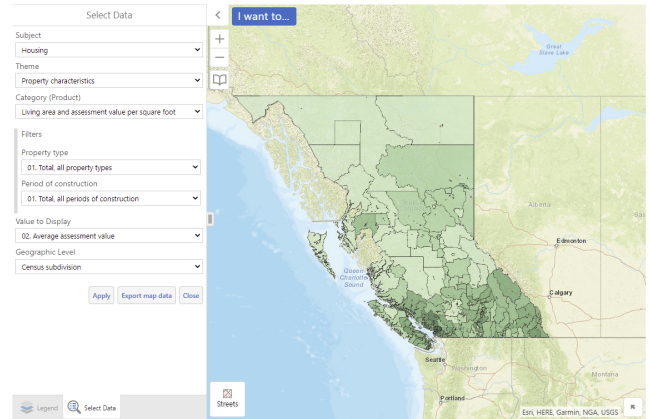 Select Data
Subject
Housing
Theme
Property characteristics
Category (Product)
Living area and assessment value per square foot
Filters
Property type
01. Total, all property types
Period of construction
01. Total, all periods of construction
Value to Display
02. Average assessment value
Geographic Level
Census subdivision
Apply
Export map data
Close
Legend
Select Data
I want to...
Great
Slave Lake
Alberta
Edmonton
Calgary
Queen
Charlotte
Sound
Seattle
Washington
Montana
Portland
Streets
Esri, HERE, Garmin, NGA, USGS